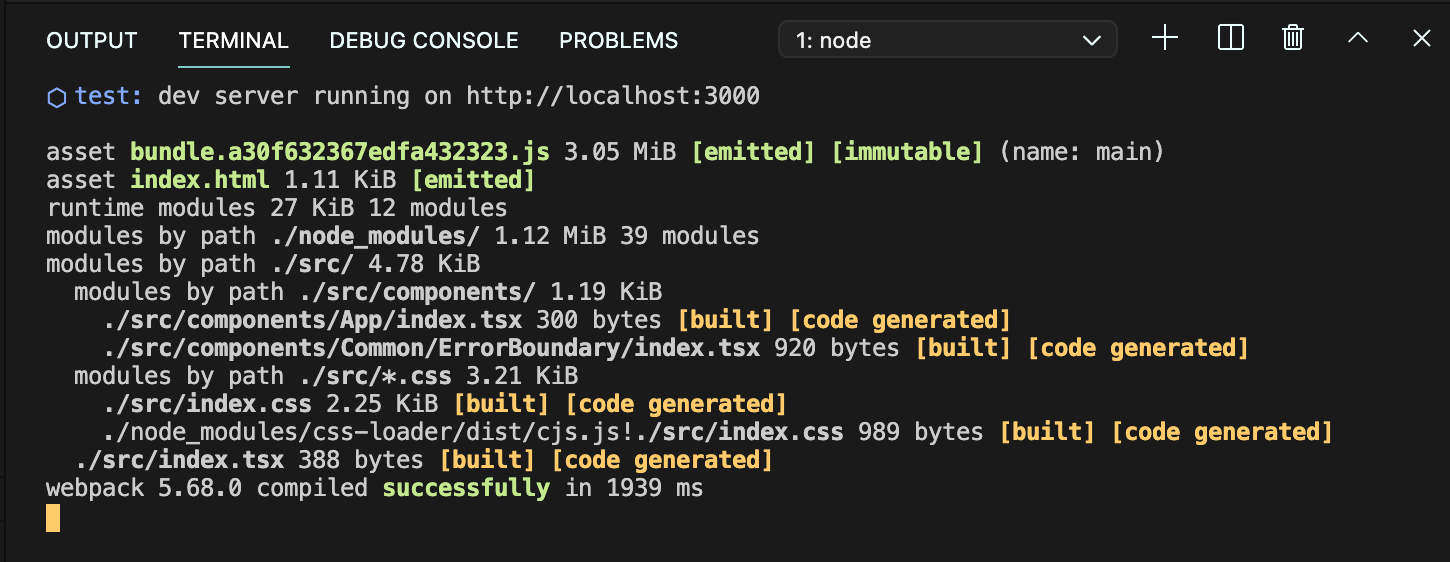 OUTPUT TERMINAL DEBUG CONSOLE PROBLEMS 1: node
test: dev server running on http://localhost:3000
asset bundle.a30f632367edfa432323.js 3.05 MiB [emitted] [immutable] (name: main)
asset index.html 1.11 KiB [emitted]
runtime modules 27 KiB 12 modules
modules by path ./node_modules/ 1.12 MiB 39 modules
modules by path ./src/ 4.78 KiB
modules by path ./src/components/ 1.19 KiB
./src/components/App/index.tsx 300 bytes [built] [code generated]
./src/components/Common/ErrorBoundary/index.tsx 920 bytes [built] [code generated]
modules by path ./src/*.css 3.21 KiB
./src/index.css 2.25 KiB [built] [code generated]
./node_modules/css-loader/dist/cjs.js!./src/index.css 989 bytes [built] [code generated]
./src/index.tsx 388 bytes [built] [code generated]
webpack 5.68.0 compiled successfully in 1939 ms